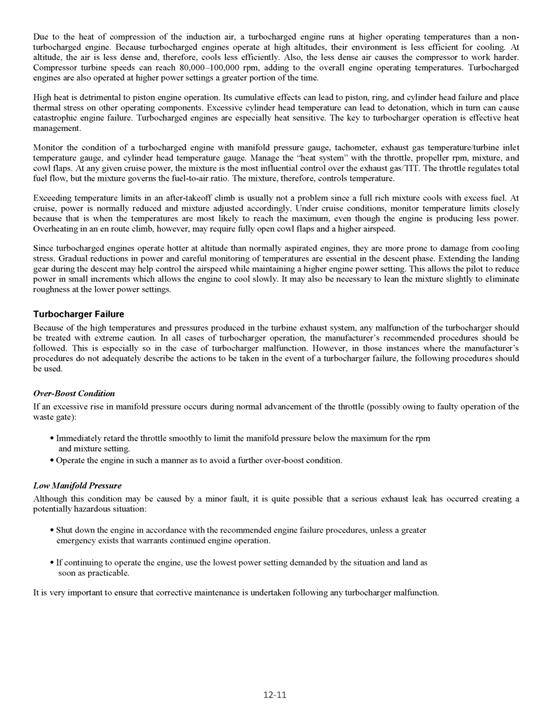 Due to the heat of compression of the induction air, a turbocharged engine runs at higher operating temperatures than a non-
turbocharged engine. Because turbocharged engines operate at high altitudes, their environment is less efficient for cooling. At
altitude, the air is less dense and, therefore, cools less efficiently. Also, the less dense air causes the compressor to work harder.
Compressor turbine speeds can reach 80,000–100,000 rpm, adding to the overall engine operating temperatures. Turbocharged
engines are also operated at higher power settings a greater portion of the time.
High heat is detrimental to piston engine operation. Its cumulative effects can lead to piston, ring, and cylinder head failure and place
thermal stress on other operating components. Excessive cylinder head temperature can lead to detonation, which in turn can cause
catastrophic engine failure. Turbocharged engines are especially heat sensitive. The key to turbocharger operation is effective heat
management.
Monitor the condition of a turbocharged engine with manifold pressure gauge, tachometer, exhaust gas temperature/turbine inlet
temperature gauge, and cylinder head temperature gauge. Manage the “heat system” with the throttle, propeller rpm, mixture, and
cowl flaps. At any given cruise power, the mixture is the most influential control over the exhaust gas/TIT. The throttle regulates total
fuel flow, but the mixture governs the fuel-to-air ratio. The mixture, therefore, controls temperature.
Exceeding temperature limits in an after-takeoff climb is usually not a problem since a full rich mixture cools with excess fuel. At
cruise, power is normally reduced and mixture adjusted accordingly. Under cruise conditions, monitor temperature limits closely
because that is when the temperatures are most likely to reach the maximum, even though the engine is producing less power.
Overheating in an en route climb, however, may require fully open cowl flaps and a higher airspeed.
Since turbocharged engines operate hotter at altitude than normally aspirated engines, they are more prone to damage from cooling
stress. Gradual reductions in power and careful monitoring of temperatures are essential in the descent phase. Extending the landing
gear during the descent may help control the airspeed while maintaining a higher engine power setting. This allows the pilot to reduce
power in small increments which allows the engine to cool slowly. It may also be necessary to lean the mixture slightly to eliminate
roughness at the lower power settings.
Turbocharger Failure
Because of the high temperatures and pressures produced in the turbine exhaust system, any malfunction of the turbocharger should
be treated with extreme caution. In all cases of turbocharger operation, the manufacturer’s recommended procedures should be
followed. This is especially so in the case of turbocharger malfunction. However, in those instances where the manufacturer’s
procedures do not adequately describe the actions to be taken in the event of a turbocharger failure, the following procedures should
be used.
Over-Boost Condition
If an excessive rise in manifold pressure occurs during normal advancement of the throttle (possibly owing to faulty operation of the
waste gate):
• Immediately retard the throttle smoothly to limit the manifold pressure below the maximum for the rpm
and mixture setting.
• Operate the engine in such a manner as to avoid a further over-boost condition.
Low Manifold Pressure
Although this condition may be caused by a minor fault, it is quite possible that a serious exhaust leak has occurred creating a
potentially hazardous situation:
• Shut down the engine in accordance with the recommended engine failure procedures, unless a greater
emergency exists that warrants continued engine operation.
• If continuing to operate the engine, use the lowest power setting demanded by the situation and land as
soon as practicable.
It is very important to ensure that corrective maintenance is undertaken following any turbocharger malfunction.
12-11